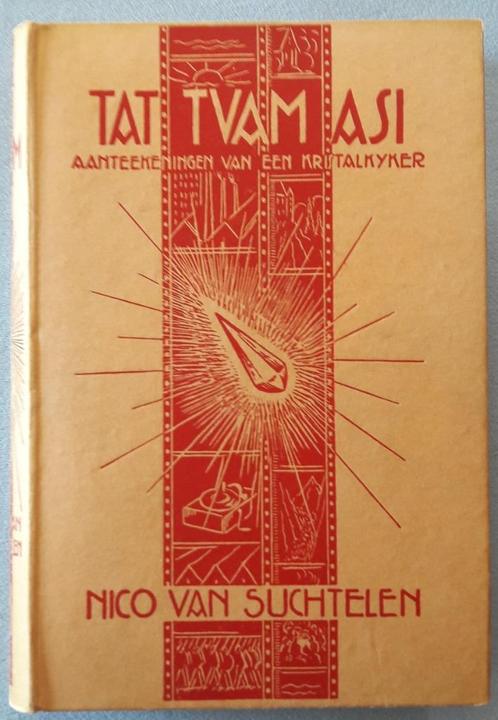 TAT TVAM ASI
AANTEEKENINGEN VAN EEN KRISTALKYKER
NICO VAN SUCHTELEN